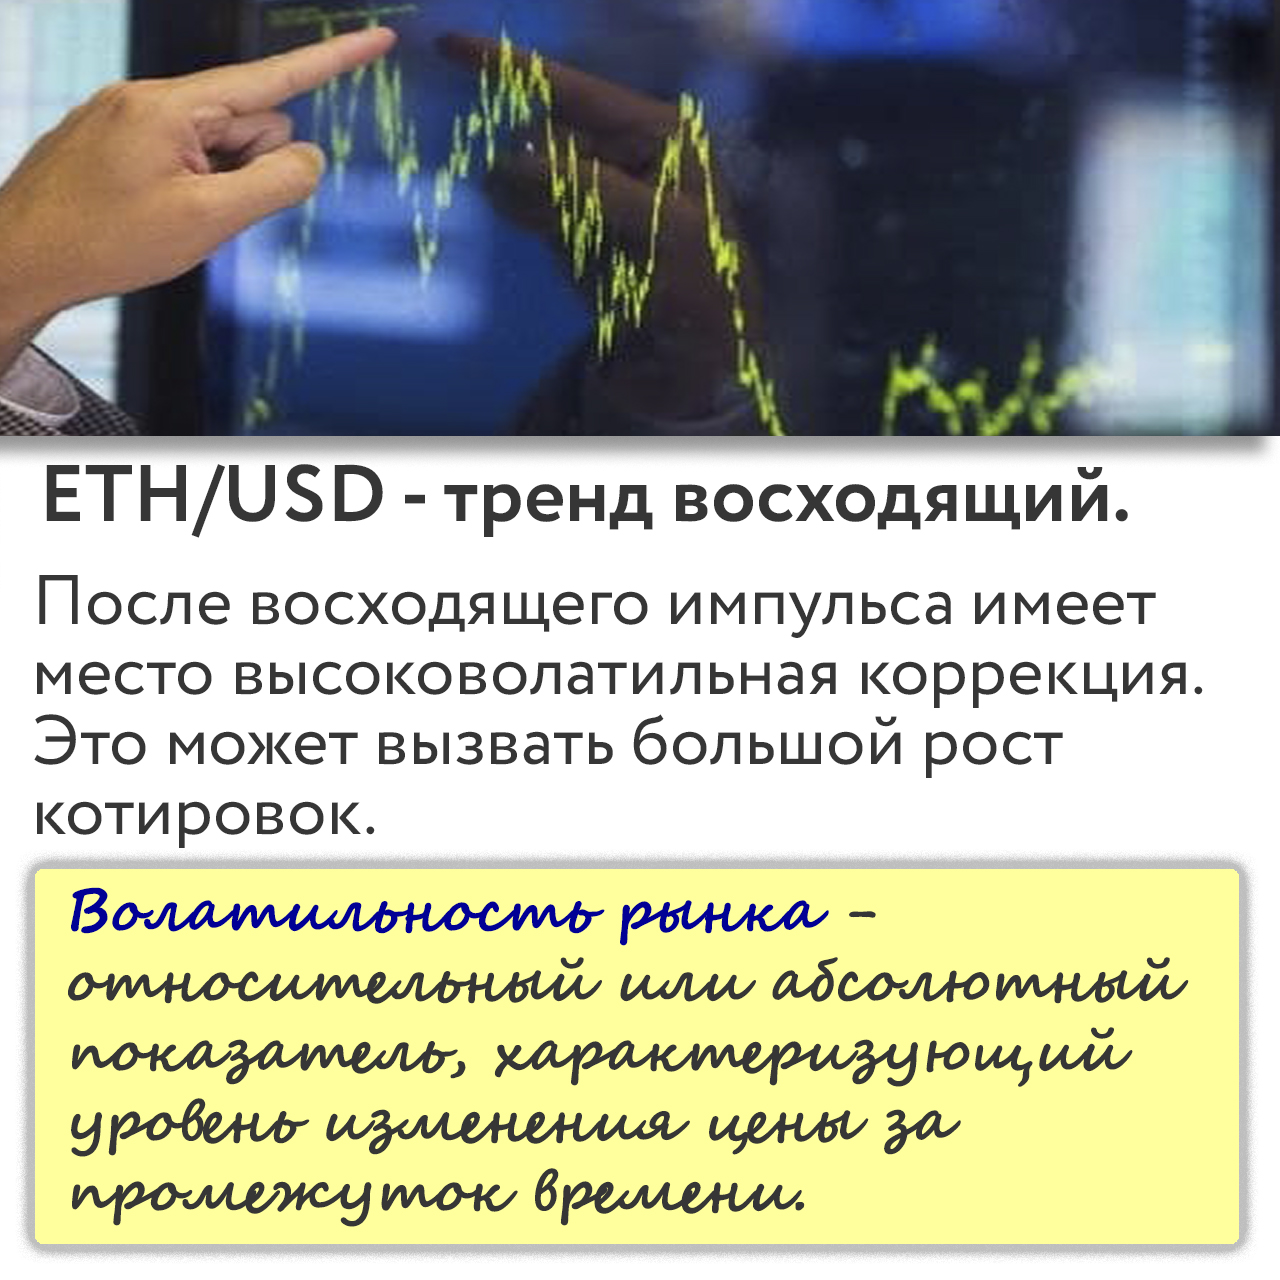 ETH/USD - тренд восходящий.
После восходящего импульса имеет
место высоковолатильная коррекция.
Это может вызвать большой рост
котировок.
Волатильность рынка –
относительный или абсолютный
показатель, характеризующий
уровень изменения цены за
промежуток времени.